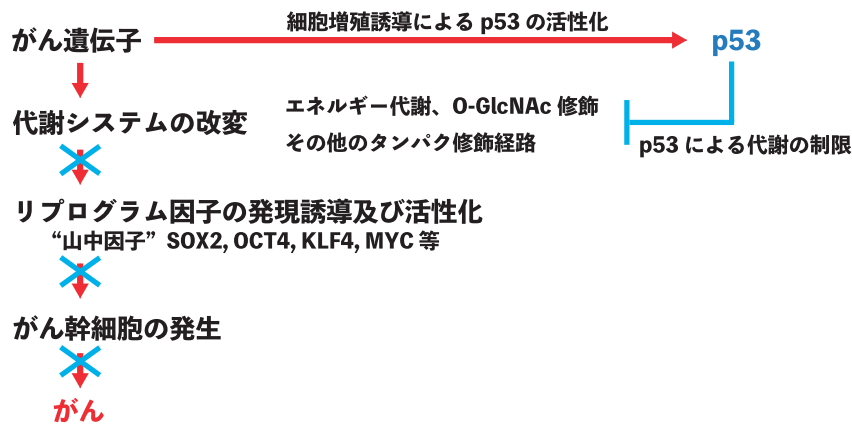 細胞増殖誘導による p53 の活性化
がん遺伝子
p53
代謝システムの改変
エネルギー代謝、O-GlcNAc 修飾
その他のタンパク修飾経路
p53 による代謝の制限
リプログラム因子の発現誘導及び活性化
“山中因子” SOX2, OCT4, KLF4, MYC 等
がん幹細胞の発生
がん